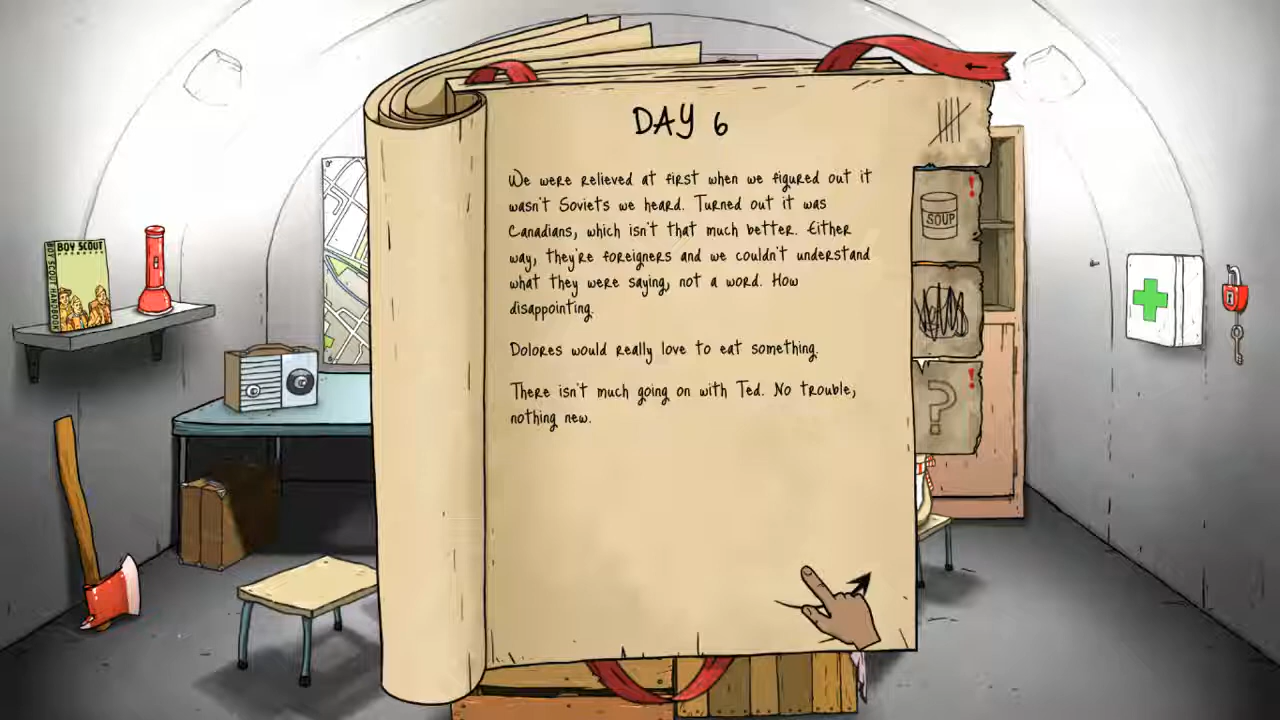 DAY 6
We were relieved at first when we figured out it
wasn't Soviets we heard. Turned out it was
Canadians, which isn't that much better. Either
way, they're foreigners and we couldn't understand
what they were saying, not a word. How
disappointing.
Dolores would really love to eat something.
There isn't much going on with Ted. No trouble,
nothing new.
SOUP
!
!
?
BOY SCOUT
HANDBOOK
BOY SCOUT HANDBOOK